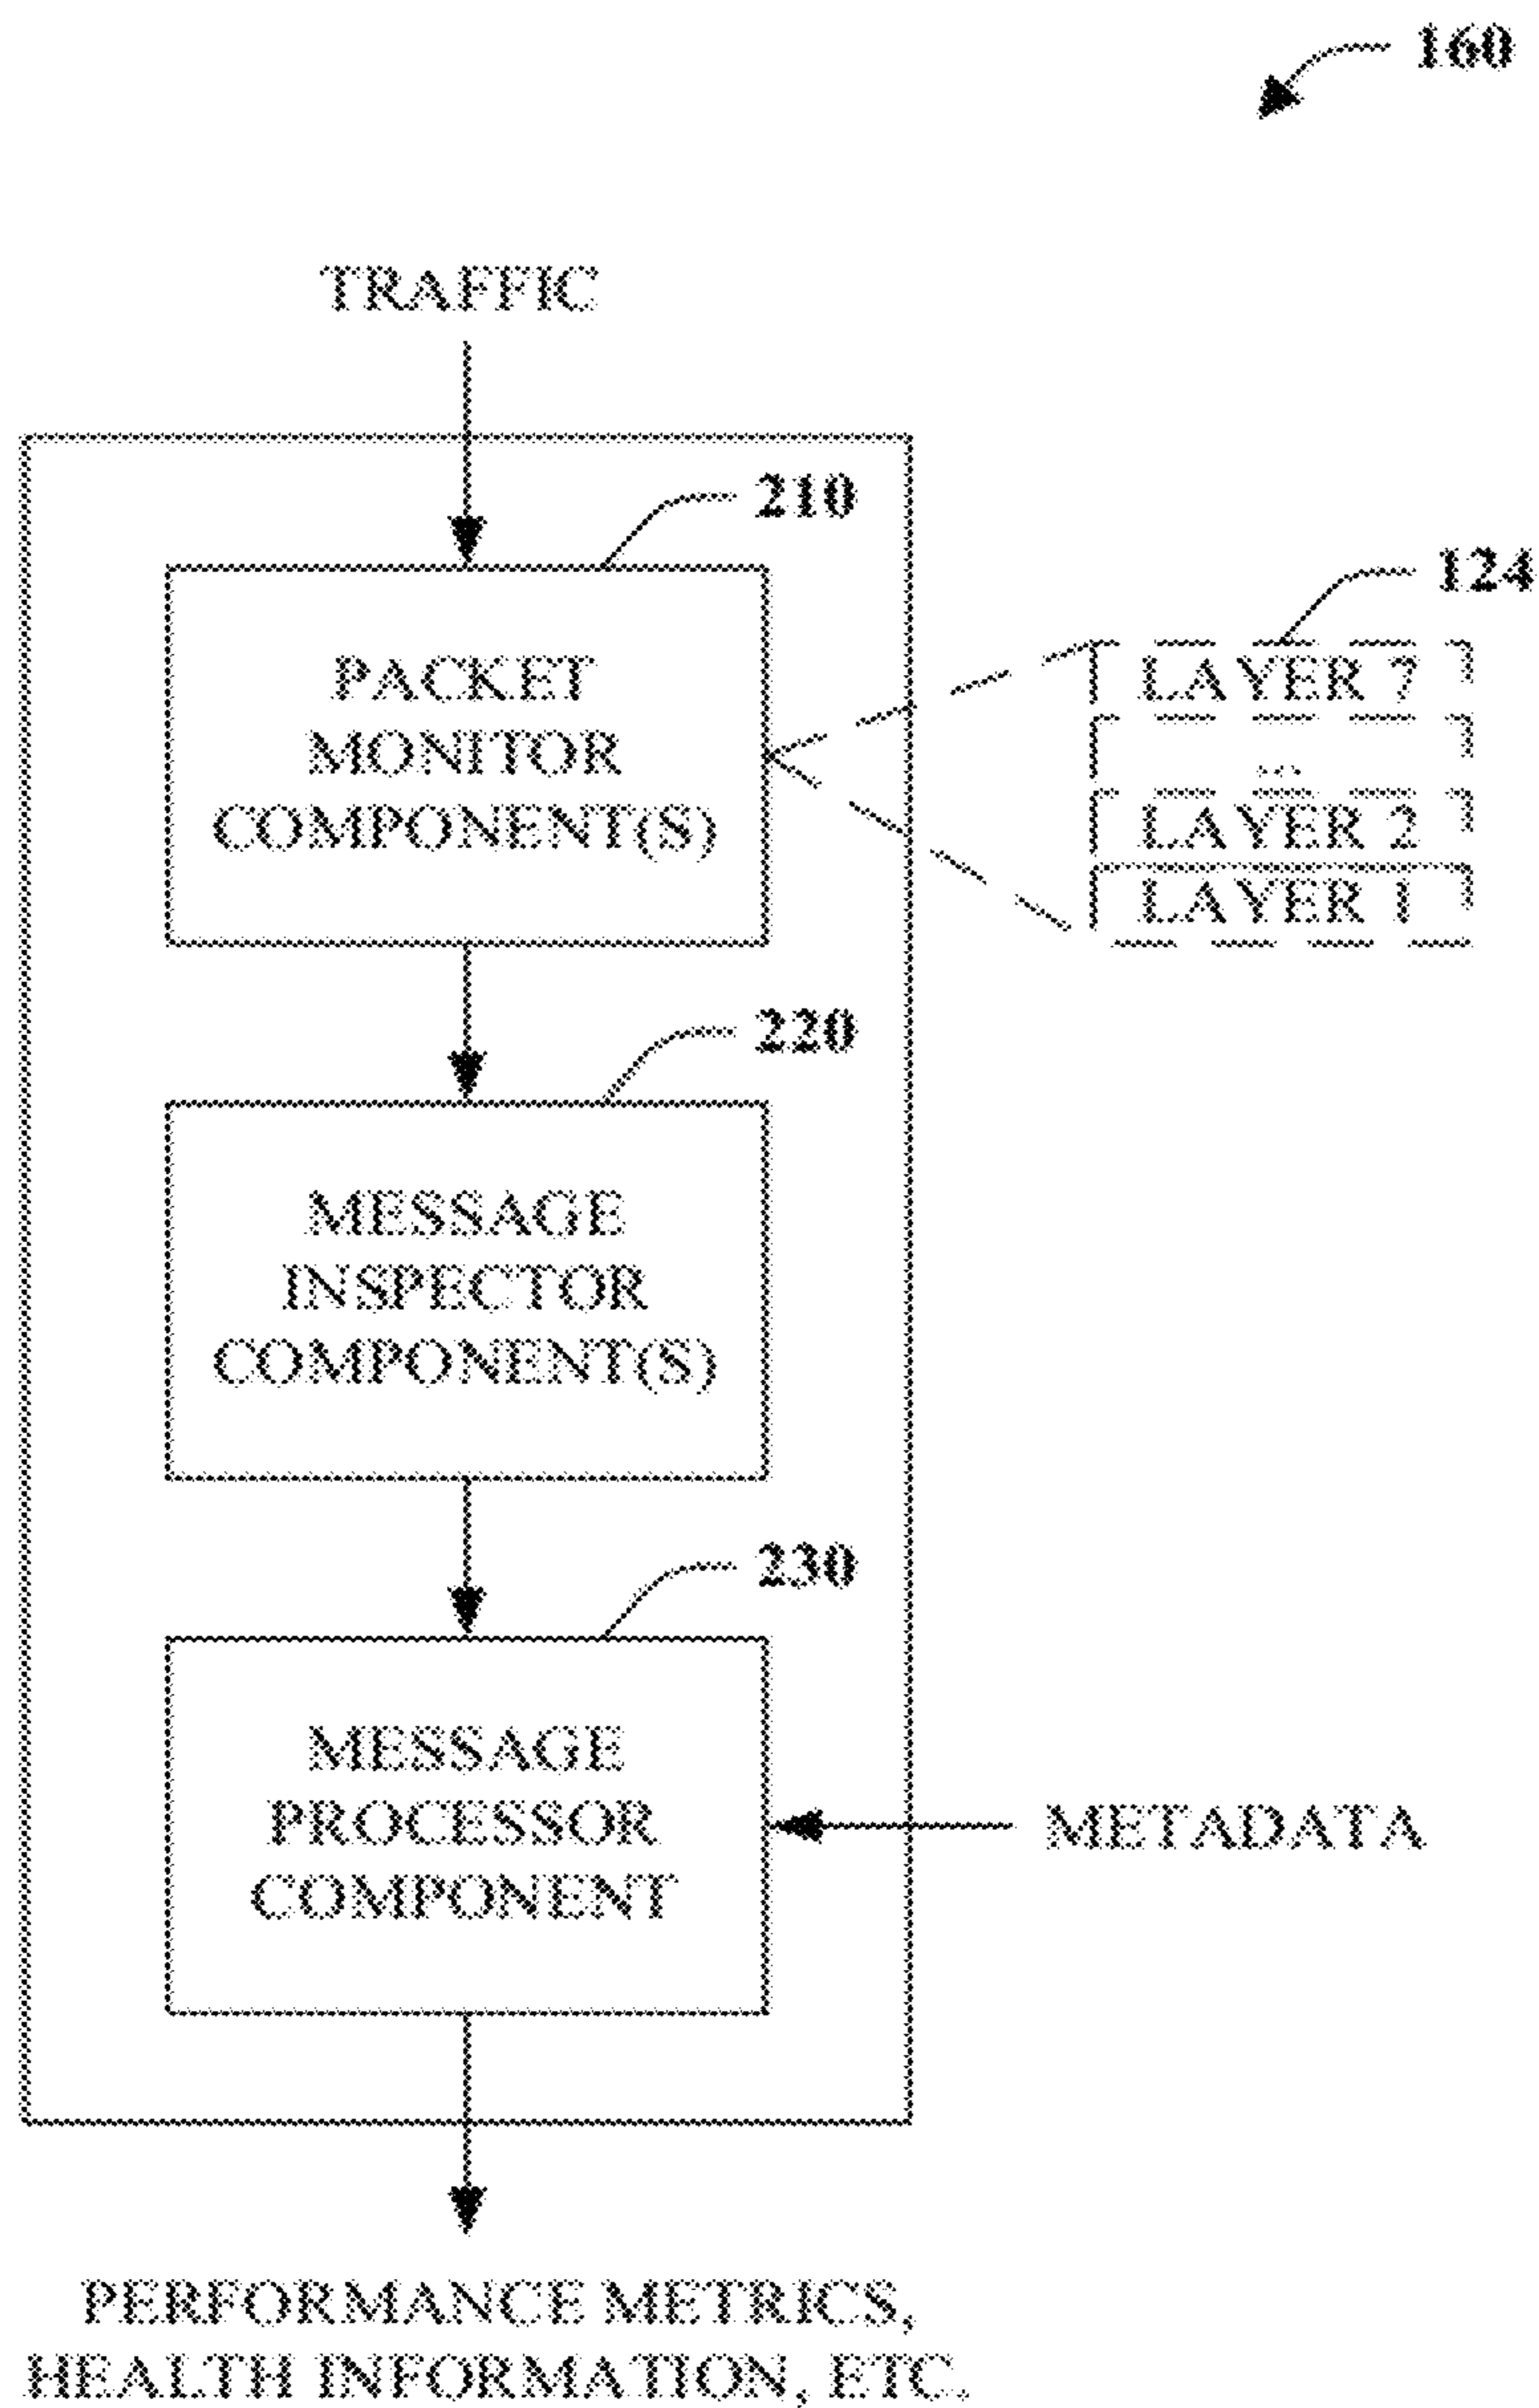 160
TRAFFIC
210
PACKET
MONITOR
COMPONENT(S)
124
LAYER 7
...
LAYER 2
LAYER 1
220
MESSAGE
INSPECTOR
COMPONENT(S)
230
MESSAGE
PROCESSOR
COMPONENT
METADATA
PERFORMANCE METRICS,
HEALTH INFORMATION, ETC.